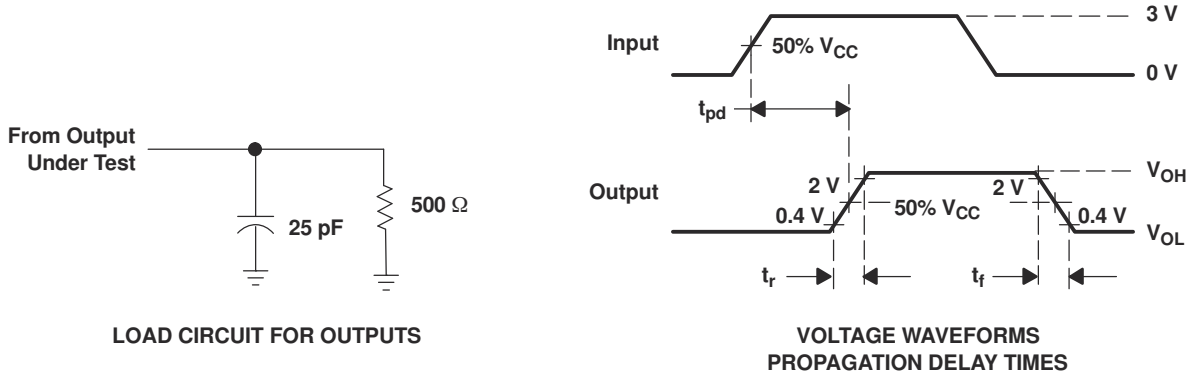 From Output
Under Test
25 pF
500 Ω
LOAD CIRCUIT FOR OUTPUTS
Input
50% VCC
3 V
0 V
tpd
Output
2 V
0.4 V
50% VCC
2 V
0.4 V
VOH
VOL
tr
tf
VOLTAGE WAVEFORMS
PROPAGATION DELAY TIMES